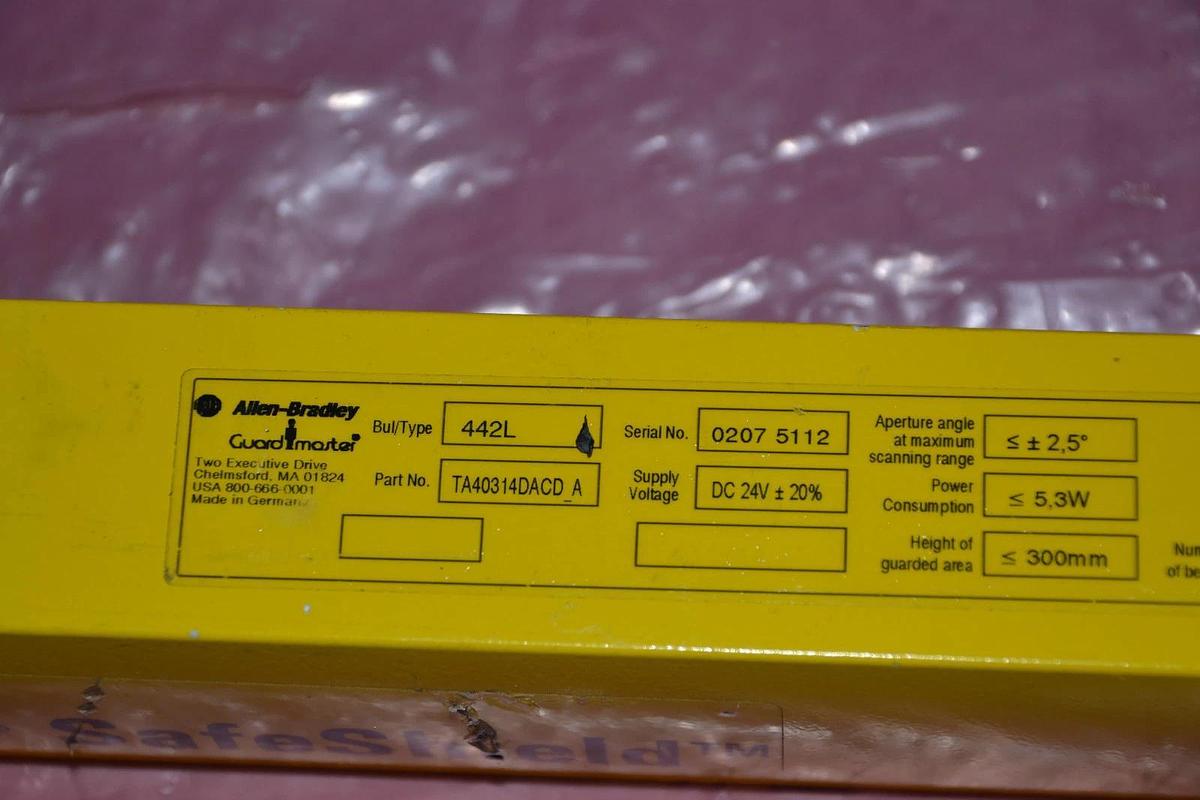 Allen-Bradley
Guardmaster
Two Executive Drive
Chelmsford, MA 01824
USA 800-666-0001
Made in Germany
Bul/Type 442L
Part No. TA40314DACD_A
Serial No. 0207 5112
Supply Voltage DC 24V ± 20%
Aperture angle
at maximum
scanning range
≤ ± 2,5°
Power
Consumption
≤ 5,3W
Height of
guarded area
≤ 300mm
of
SafeShield™